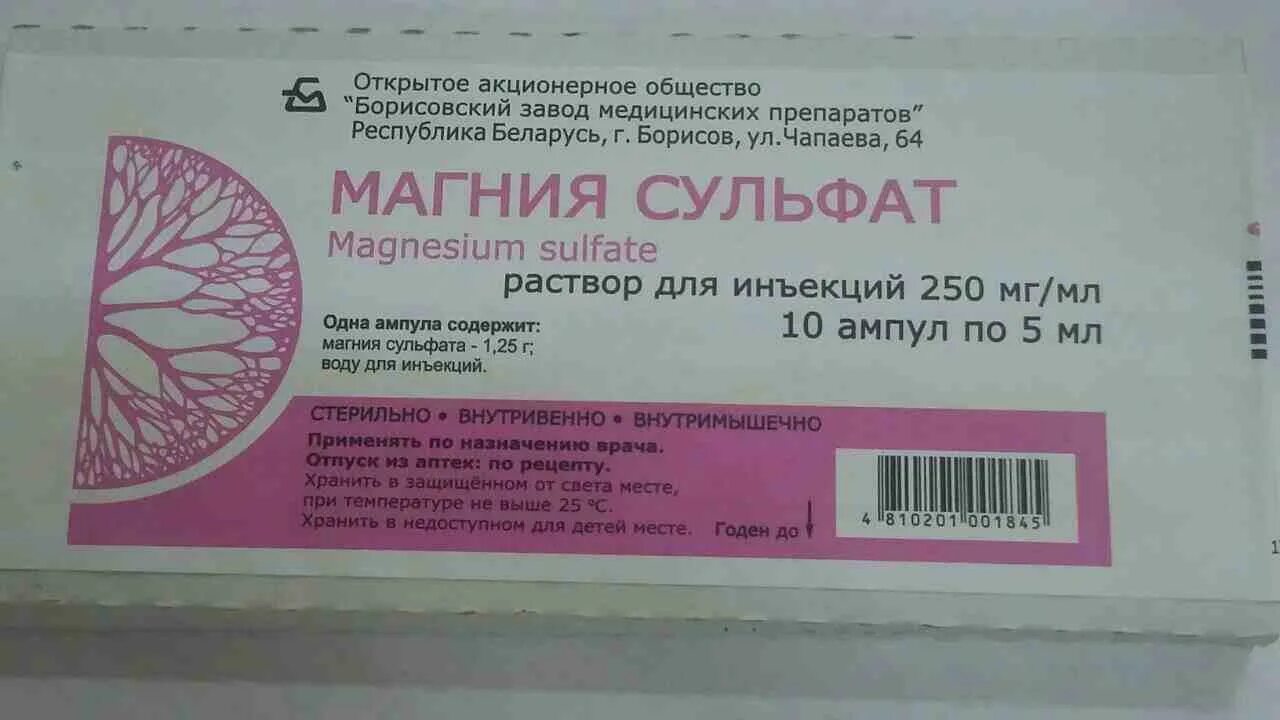 Открытое акционерное общество
"Борисовский завод медицинских препаратов"
Республика Беларусь, г. Борисов, ул.Чапаева, 64
МАГНИЯ СУЛЬФАТ
Magnesium sulfate
раствор для инъекций 250 мг/мл
10 ампул по 5 мл
Одна ампула содержит:
магния сульфата - 1,25 г;
воду для инъекций.
СТЕРИЛЬНО • ВНУТРИВЕННО • ВНУТРИМЫШЕЧНО
Применять по назначению врача.
Отпуск из аптек: по рецепту.
Хранить в защищённом от света месте,
при температуре не выше 25 °С.
Хранить в недоступном для детей месте. Годен до
4 810201 001845